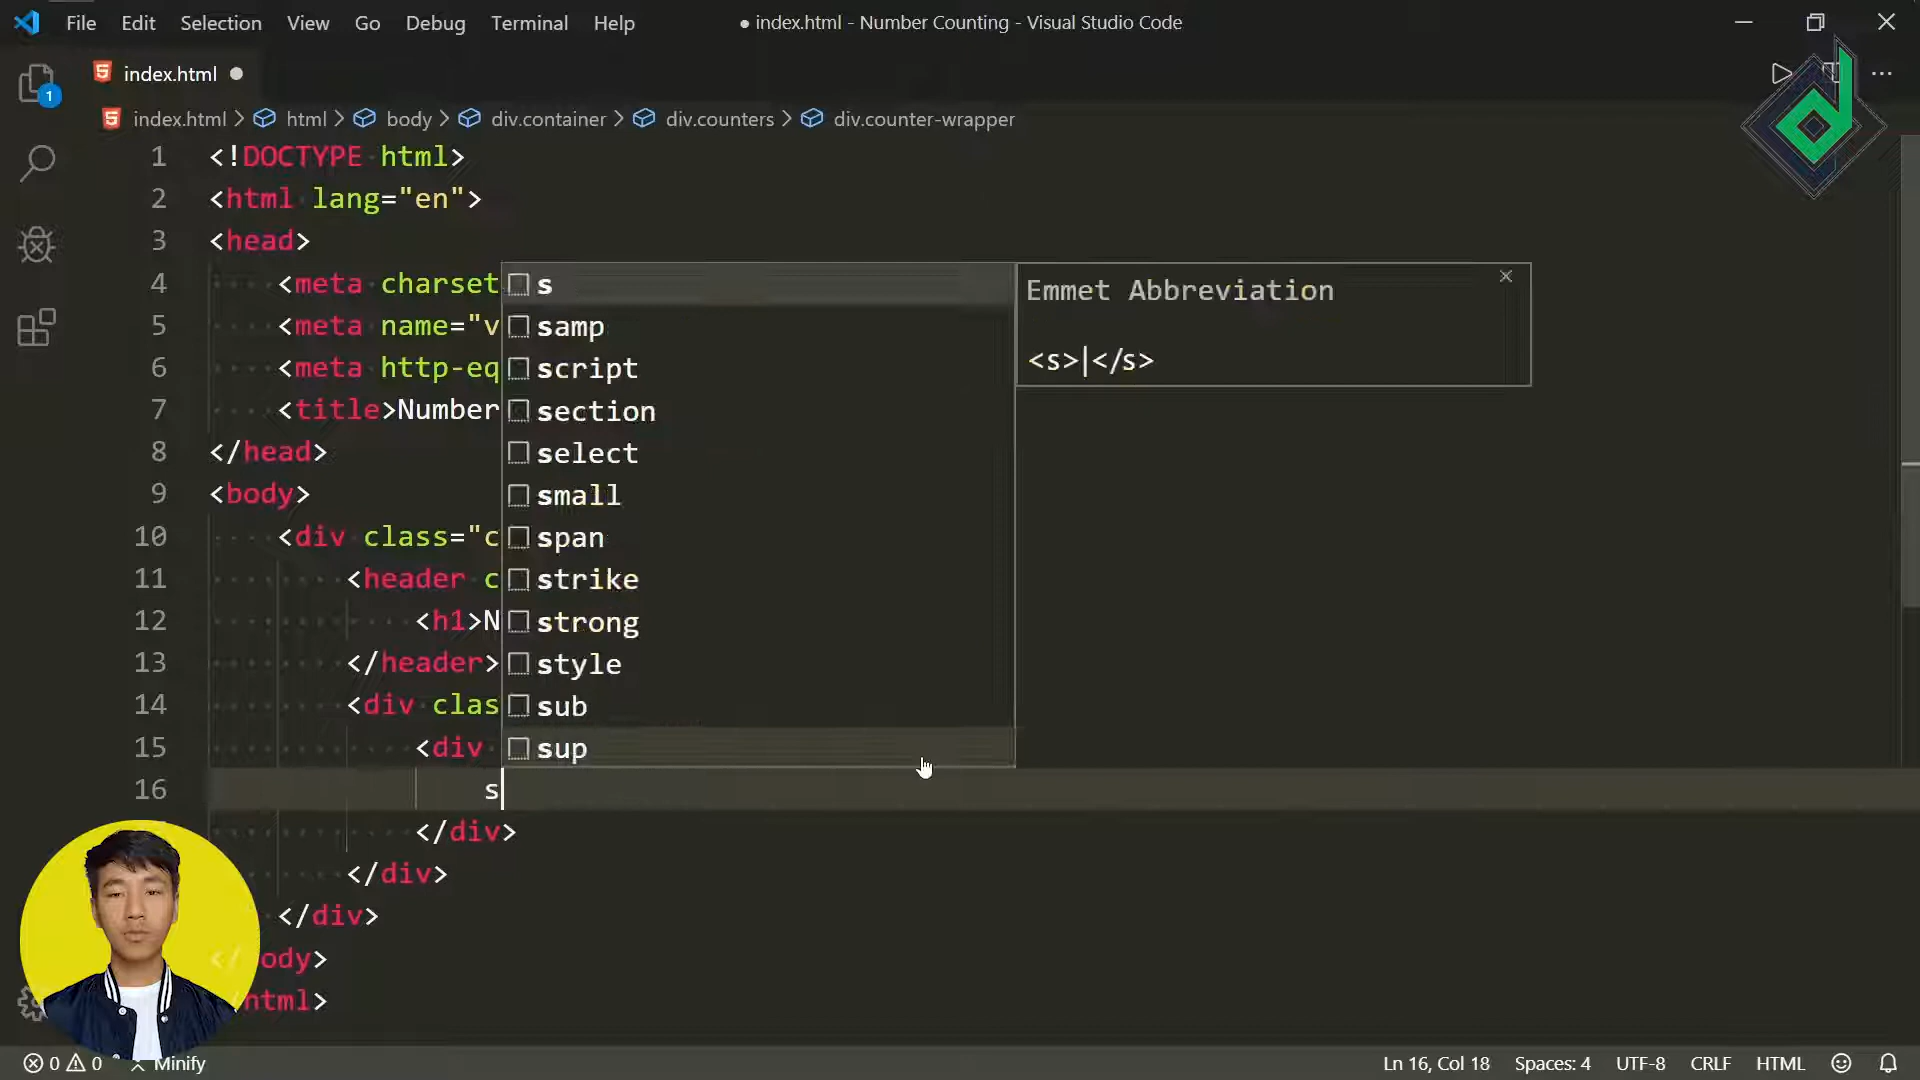 File Edit Selection View Go Debug Terminal Help ● index.html - Number Counting - Visual Studio Code
index.html ●
1
index.html > html > body > div.container > div.counters > div.counter-wrapper
1 <!DOCTYPE html>
2 <html lang="en">
3 <head>
4 <meta charset
5 <meta name="v
6 <meta http-eq
7 <title>Number
8 </head>
9 <body>
10 <div class="c
11 <header c
12 <h1>N
13 </header>
14 <div clas
15 <div
16 s
</div>
</div>
</div>
</ ody>
html>
s
samp
script
section
select
small
span
strike
strong
style
sub
sup
Emmet Abbreviation
<s>|</s>
0 0 Minify Ln 16, Col 18 Spaces: 4 UTF-8 CRLF HTML